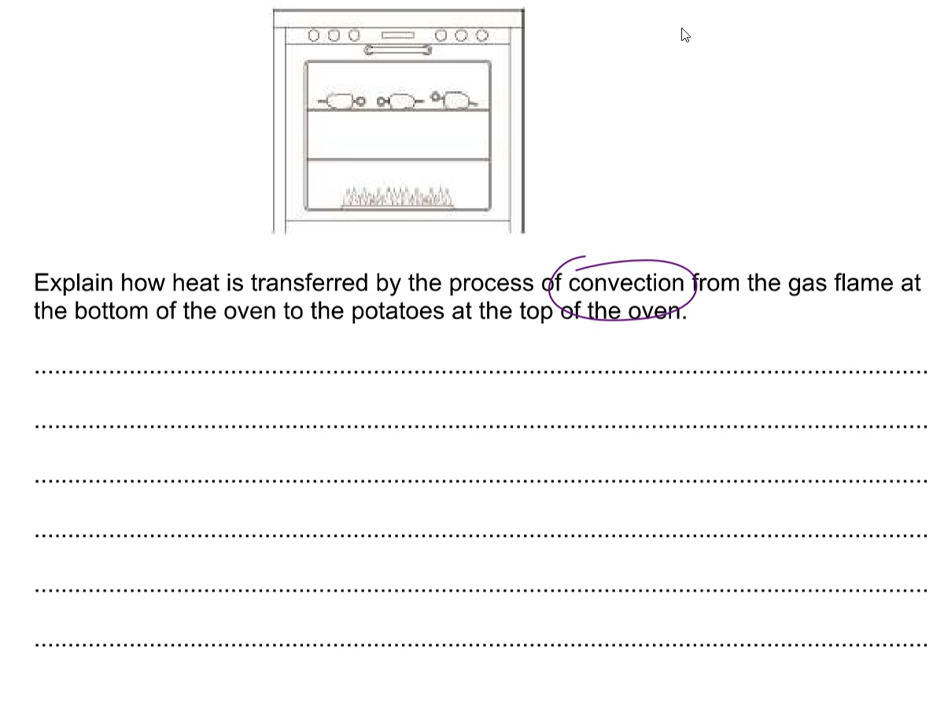 Explain how heat is transferred by the process of convection from the gas flame at
the bottom of the oven to the potatoes at the top of the oven.